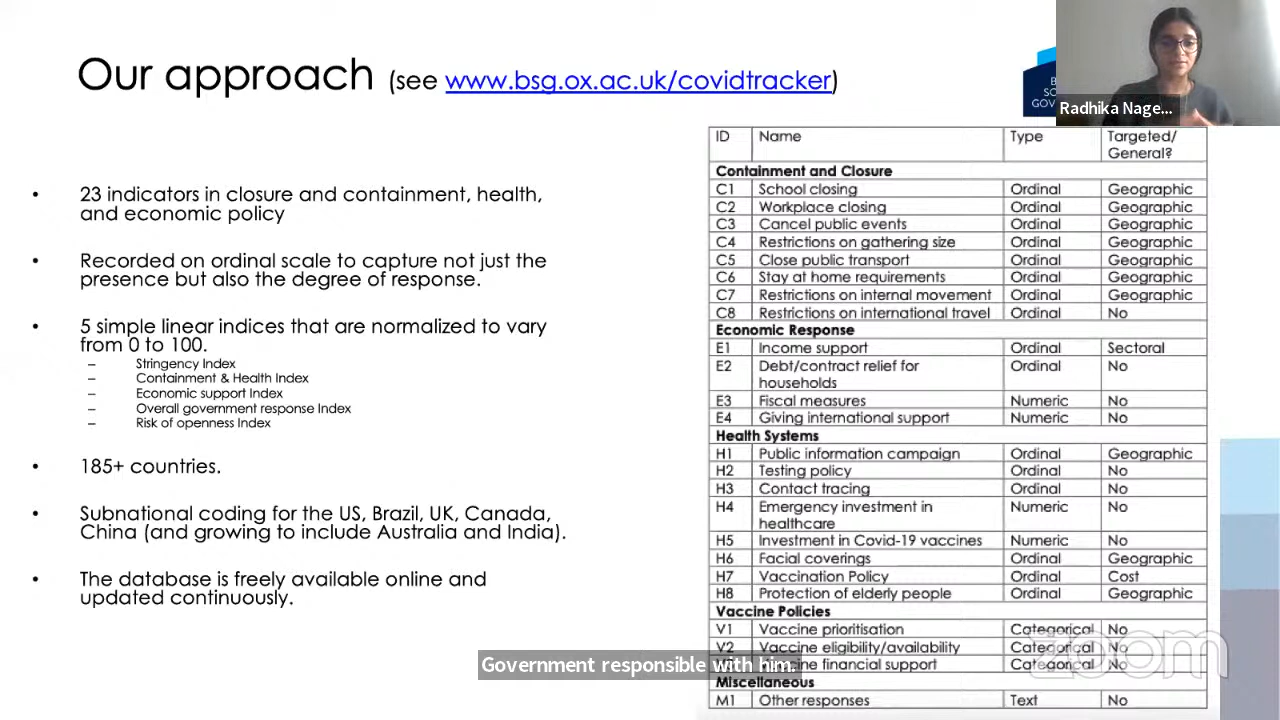 Our approach (see www.bsg.ox.ac.uk/covidtracker)
Radhika Nage...
• 23 indicators in closure and containment, health,
and economic policy
• Recorded on ordinal scale to capture not just the
presence but also the degree of response.
• 5 simple linear indices that are normalized to vary
from 0 to 100.
– Stringency Index
– Containment & Health Index
– Economic support Index
– Overall government response Index
– Risk of openness Index
• 185+ countries.
• Subnational coding for the US, Brazil, UK, Canada,
China (and growing to include Australia and India).
• The database is freely available online and
updated continuously.
ID Name Type Targeted/
General?
Containment and Closure
C1 School closing Ordinal Geographic
C2 Workplace closing Ordinal Geographic
C3 Cancel public events Ordinal Geographic
C4 Restrictions on gathering size Ordinal Geographic
C5 Close public transport Ordinal Geographic
C6 Stay at home requirements Ordinal Geographic
C7 Restrictions on internal movement Ordinal Geographic
C8 Restrictions on international travel Ordinal No
Economic Response
E1 Income support Ordinal Sectoral
E2 Debt/contract relief for Ordinal No
households
E3 Fiscal measures Numeric No
E4 Giving international support Numeric No
Health Systems
H1 Public information campaign Ordinal Geographic
H2 Testing policy Ordinal No
H3 Contact tracing Ordinal No
H4 Emergency investment in Numeric No
healthcare
H5 Investment in Covid-19 vaccines Numeric No
H6 Facial coverings Ordinal Geographic
H7 Vaccination Policy Ordinal Cost
H8 Protection of elderly people Ordinal Geographic
Vaccine Policies
V1 Vaccine prioritisation Categorical No
V2 Vaccine eligibility/availability Categorical No
financial support Categorical No
Miscellaneous
M1 Other responses Text No
Government responsible with him.
zoom